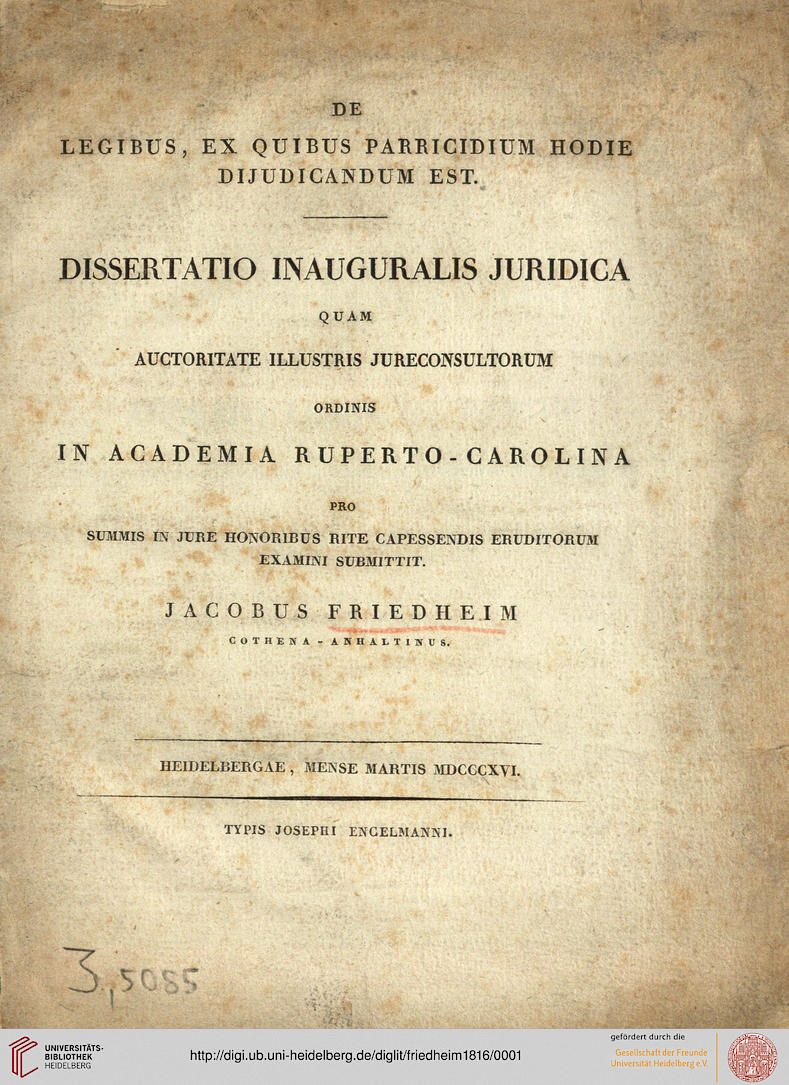 DE
LEGIBUS, EX QUIBUS PARRICIDIUM HODIE
DIJUDICANDUM EST.
DISSERTATIO INAUGURALIS JURIDICA
QUAM
AUCTORITATE ILLUSTRIS JURECONSULTORUM
ORDINIS
IN ACADEMIA RUPERTO-CAROLINA
PRO
SUMMIS IN JURE HONORIBUS RITE CAPESSENDIS ERUDITORUM
EXAMINI SUBMITTIT.
JACOBUS FRIEDHEIM
COTHENA-ANHALTINUS.
HEIDELBERGAE, MENSE MARTIS MDCCCXVI.
TYPIS JOSEPHI ENGELMANNI.
3,5085
UNIVERSITÄTS-
BIBLIOTHEK
HEIDELBERG
http://digi.ub.uni-heidelberg.de/diglit/friedheim1816/0001
gefördert durch die
Gesellschaft der Freunde
Universität Heidelberg e.V.